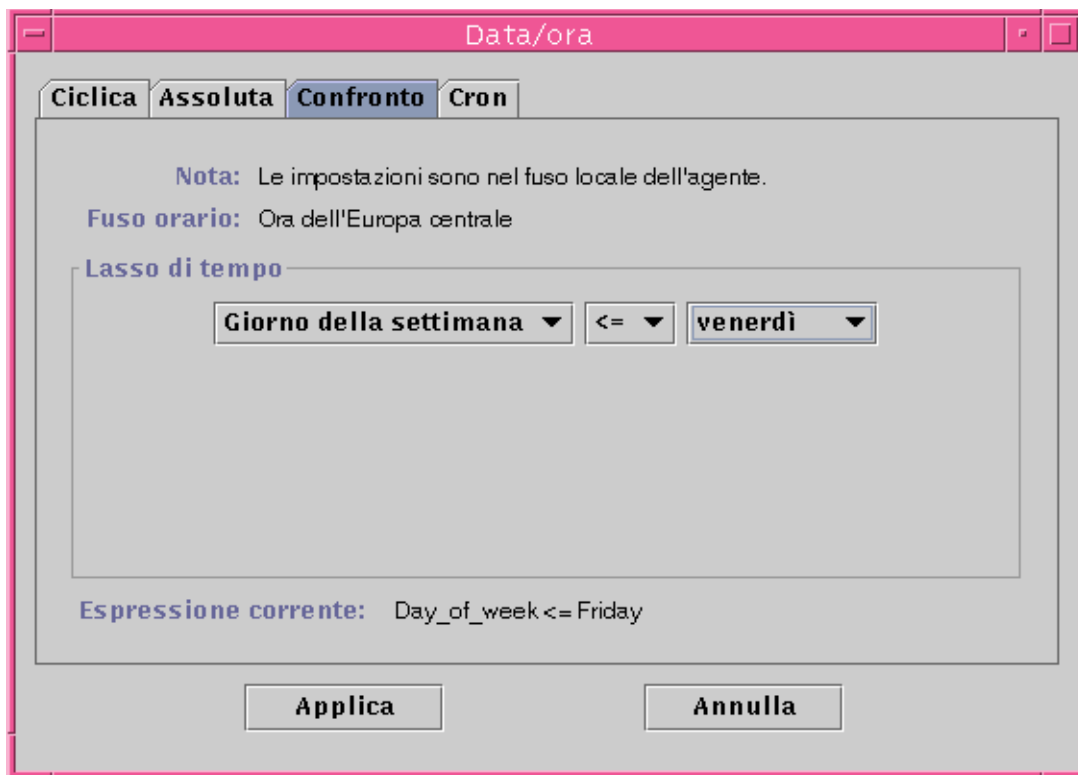 Data/ora
Ciclica Assoluta Confronto Cron
Nota: Le impostazioni sono nel fuso locale dell'agente.
Fuso orario: Ora dell'Europa centrale
Lasso di tempo
Giorno della settimana <= venerdì
Espressione corrente: Day_of_week <= Friday
Applica Annulla